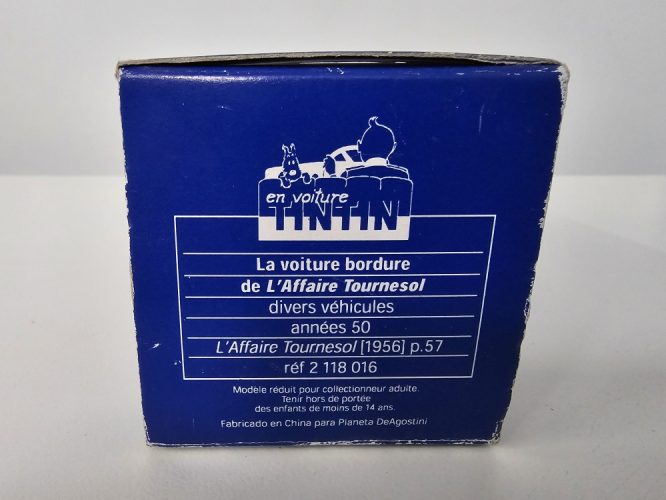 en voiture
TINTIN
La voiture bordure
de L'Affaire Tournesol
divers véhicules
années 50
L'Affaire Tournesol [1956] p.57
réf 2 118 016
Modèle réduit pour collectionneur adulte.
Tenir hors de portée
des enfants de moins de 14 ans.
Fabricado en China para Planeta DeAgostini